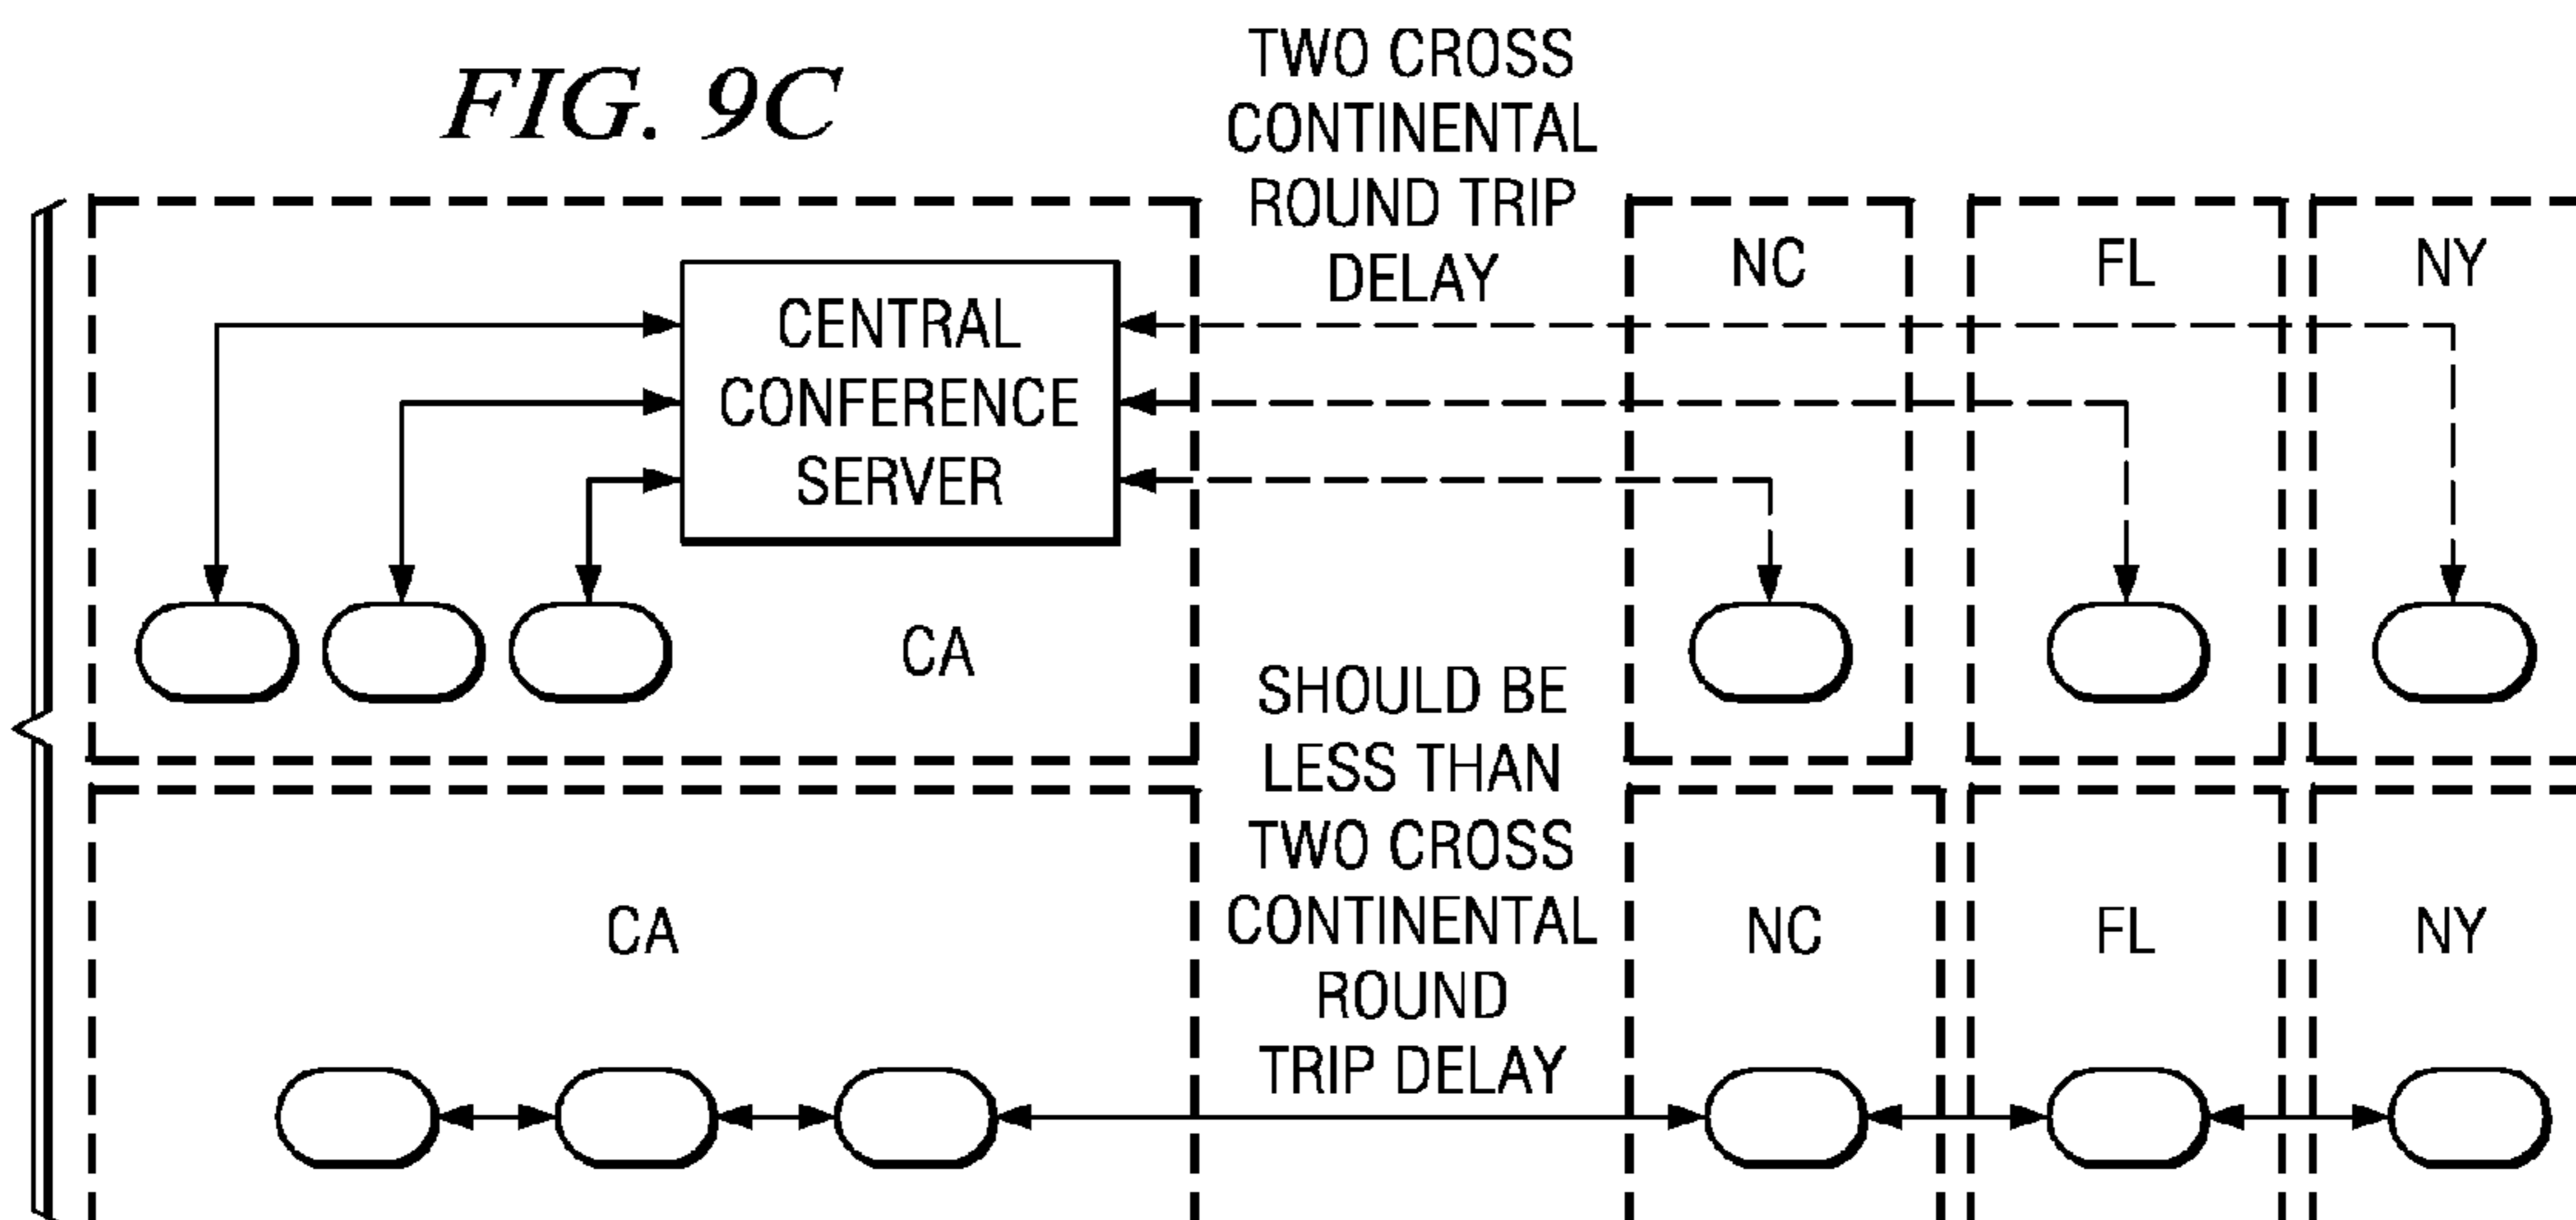 FIG. 9C
TWO CROSS
CONTINENTAL
ROUND TRIP
DELAY
CENTRAL
CONFERENCE
SERVER
CA
NC
FL
NY
SHOULD BE
LESS THAN
TWO CROSS
CONTINENTAL
ROUND
TRIP DELAY
CA
NC
FL
NY